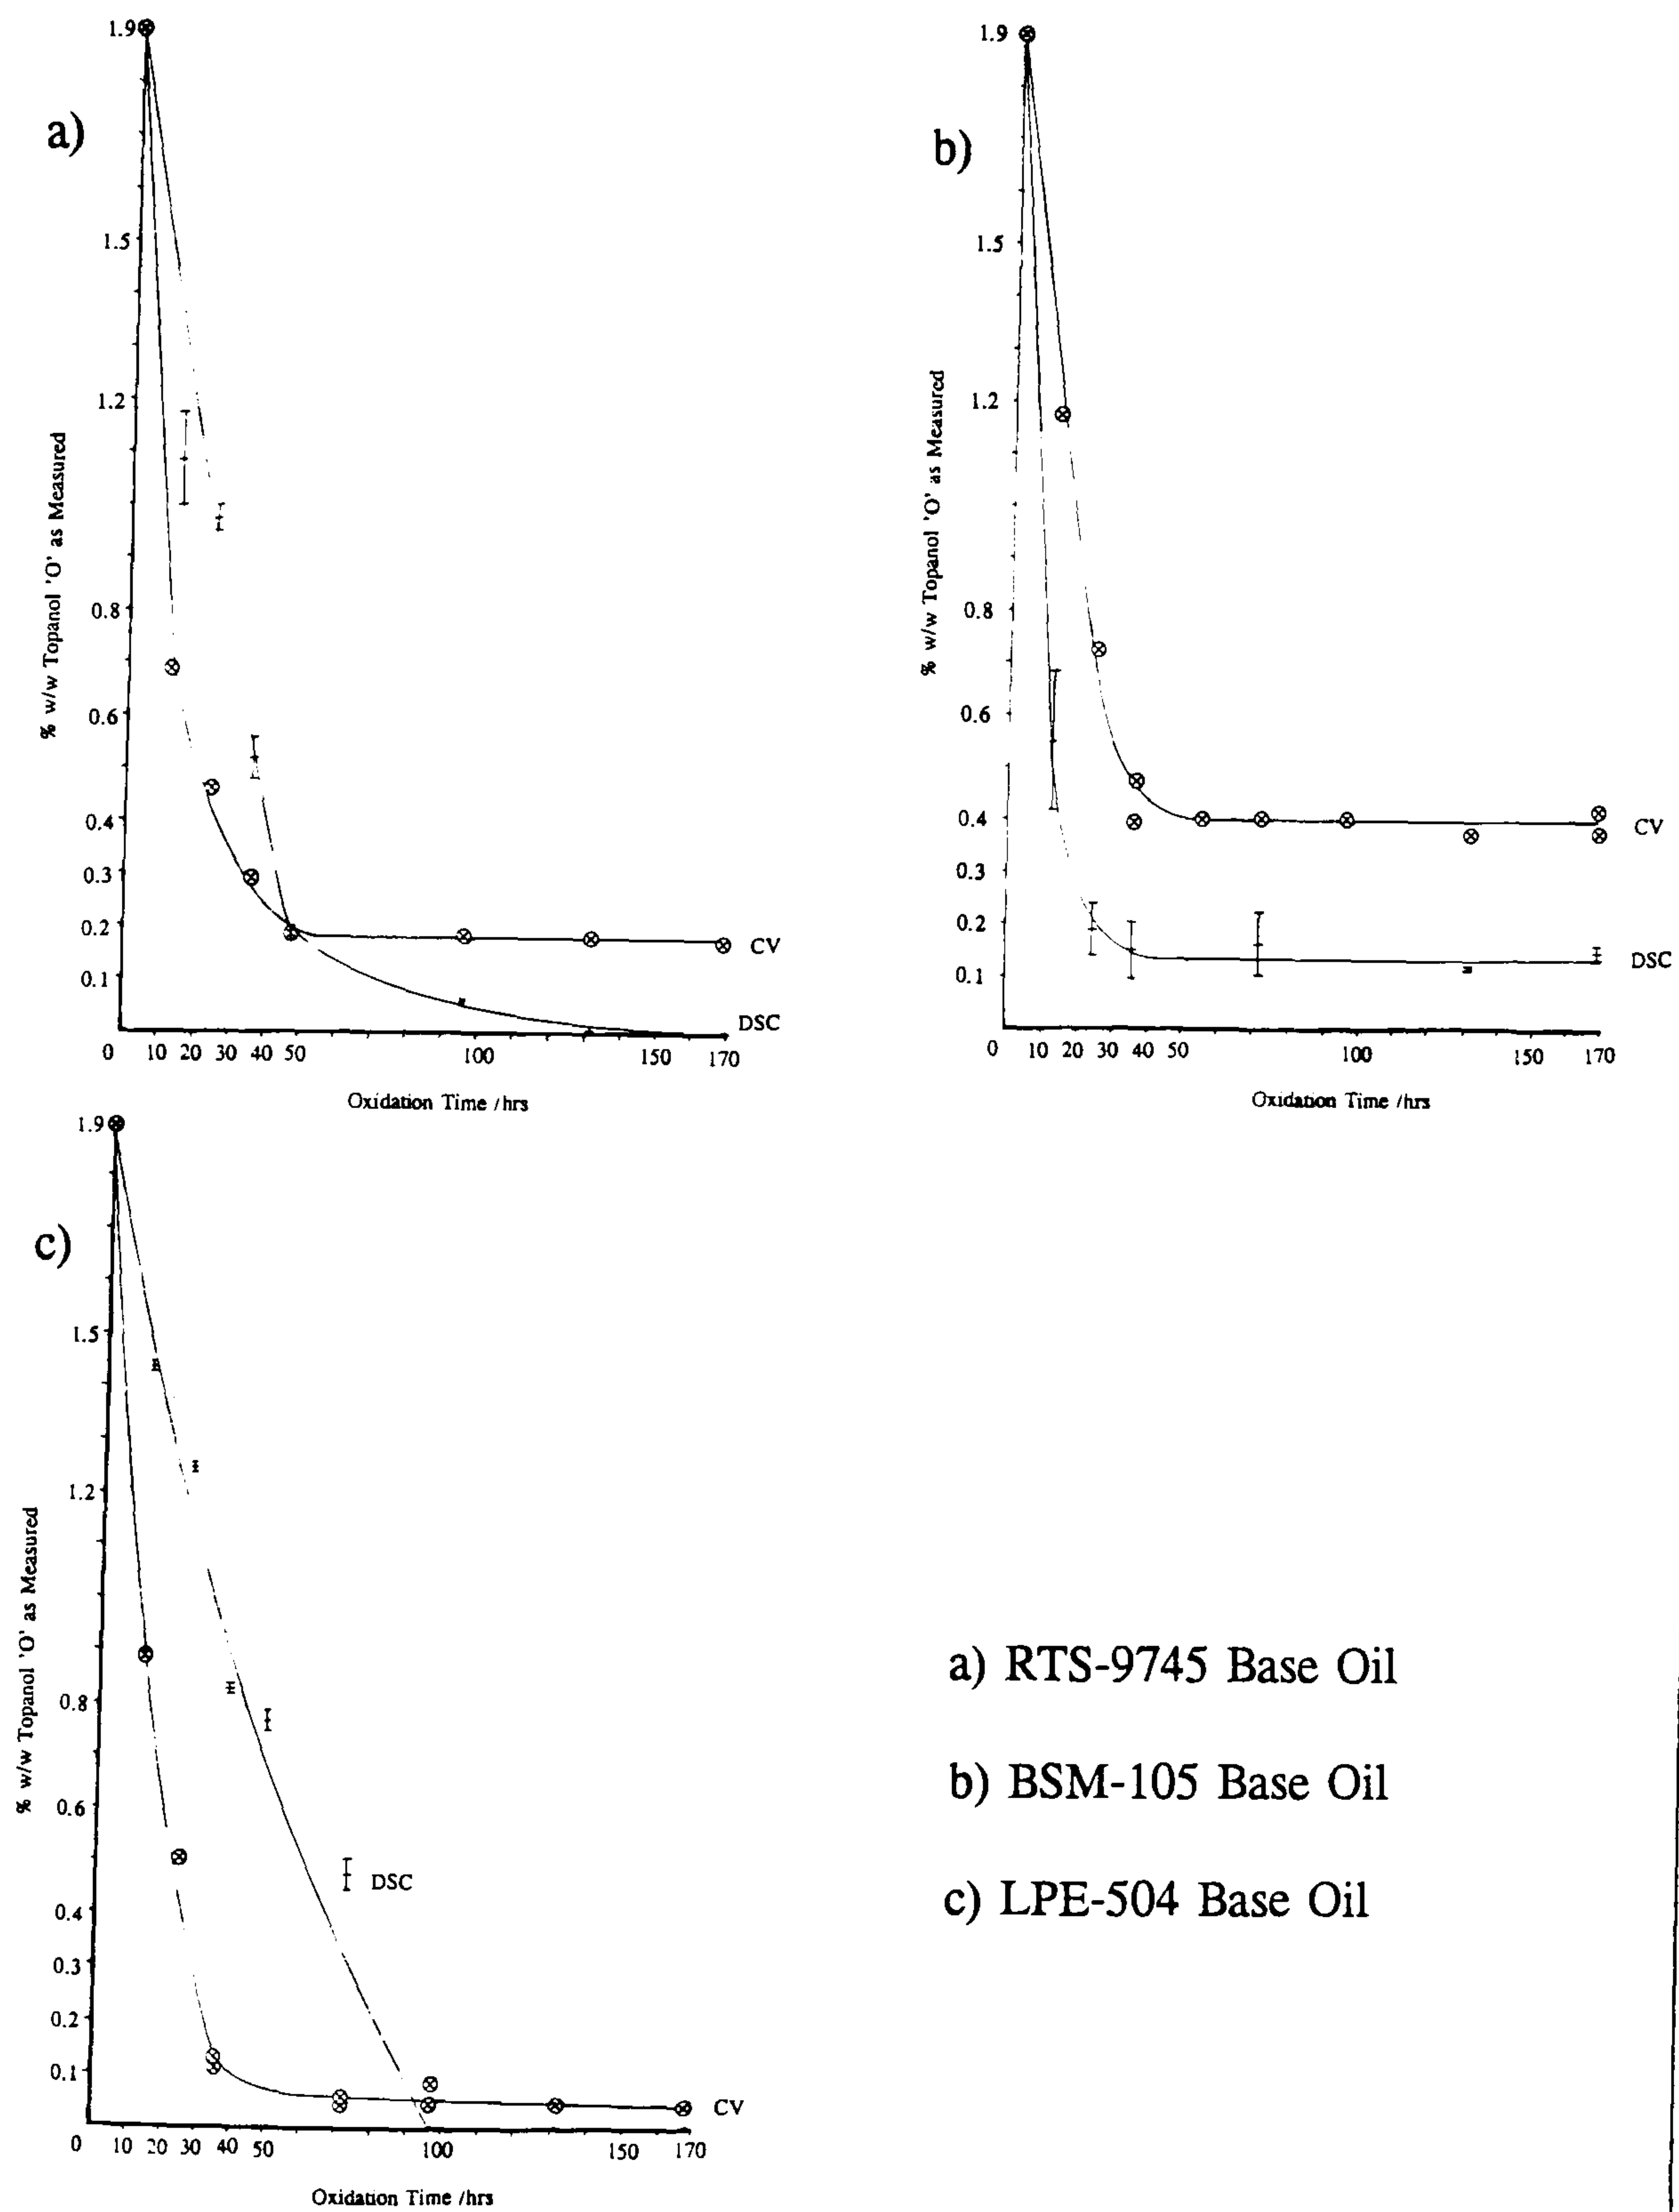 a)
1.9
1.5
1.2
0.8
0.6
0.4
0.3
0.2
0.1
% w/w Topanol 'O' as Measured
CV
DSC
0 10 20 30 40 50 100 150 170
Oxidation Time /hrs
b)
1.9
1.5
1.2
0.8
0.6
0.4
0.3
0.2
0.1
% w/w Topanol 'O' as Measured
CV
DSC
0 10 20 30 40 50 100 150 170
Oxidation Time /hrs
c)
1.9
1.5
1.2
0.8
0.6
0.4
0.3
0.2
0.1
% w/w Topanol 'O' as Measured
DSC
CV
0 10 20 30 40 50 100 150 170
Oxidation Time /hrs
a) RTS-9745 Base Oil
b) BSM-105 Base Oil
c) LPE-504 Base Oil